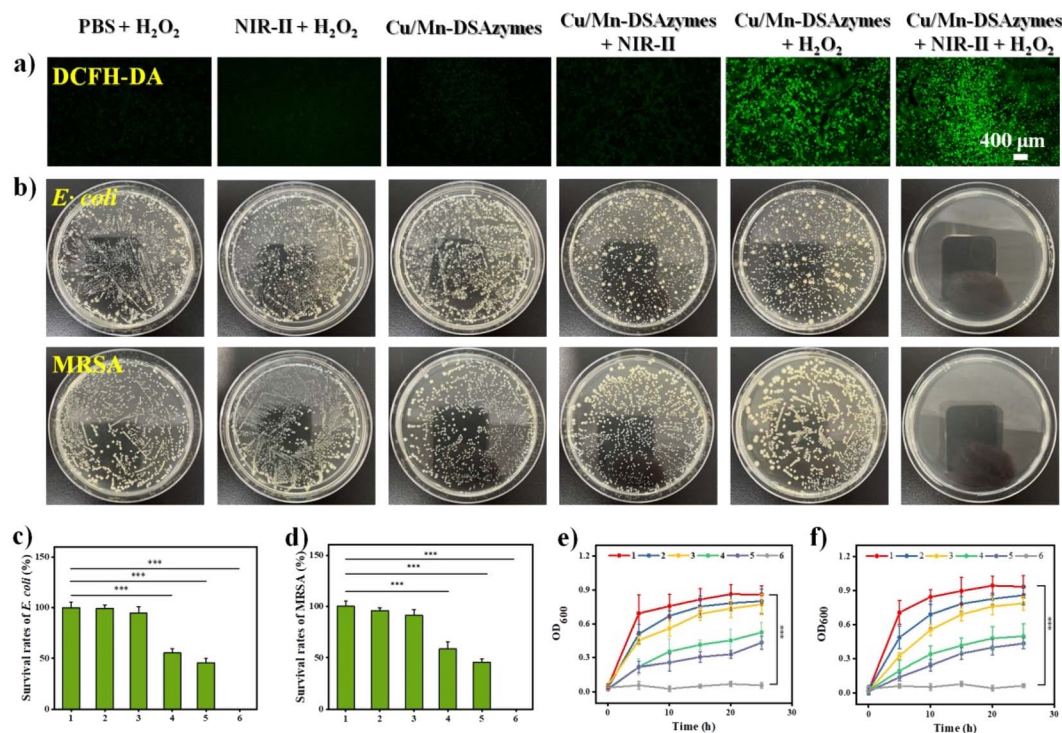 PBS + H₂O₂
NIR-II + H₂O₂
Cu/Mn-DSAzymes
Cu/Mn-DSAzymes
+ NIR-II
Cu/Mn-DSAzymes
+ H₂O₂
Cu/Mn-DSAzymes
+ NIR-II + H₂O₂
a)
DCFH-DA
400 μm
b)
E· coli
MRSA
c)
Survival rates of E. coli (%)
150
100
50
0
***
***
***
1 2 3 4 5 6
d)
Survival rates of MRSA (%)
150
100
50
0
***
***
***
1 2 3 4 5 6
e)
1 2 3 4 5 6
OD600
1.2
0.9
0.6
0.3
0.0
***
0 10 20 30
Time (h)
f)
1 2 3 4 5 6
OD600
1.2
0.9
0.6
0.3
0.0
***
0 10 20 30
Time (h)